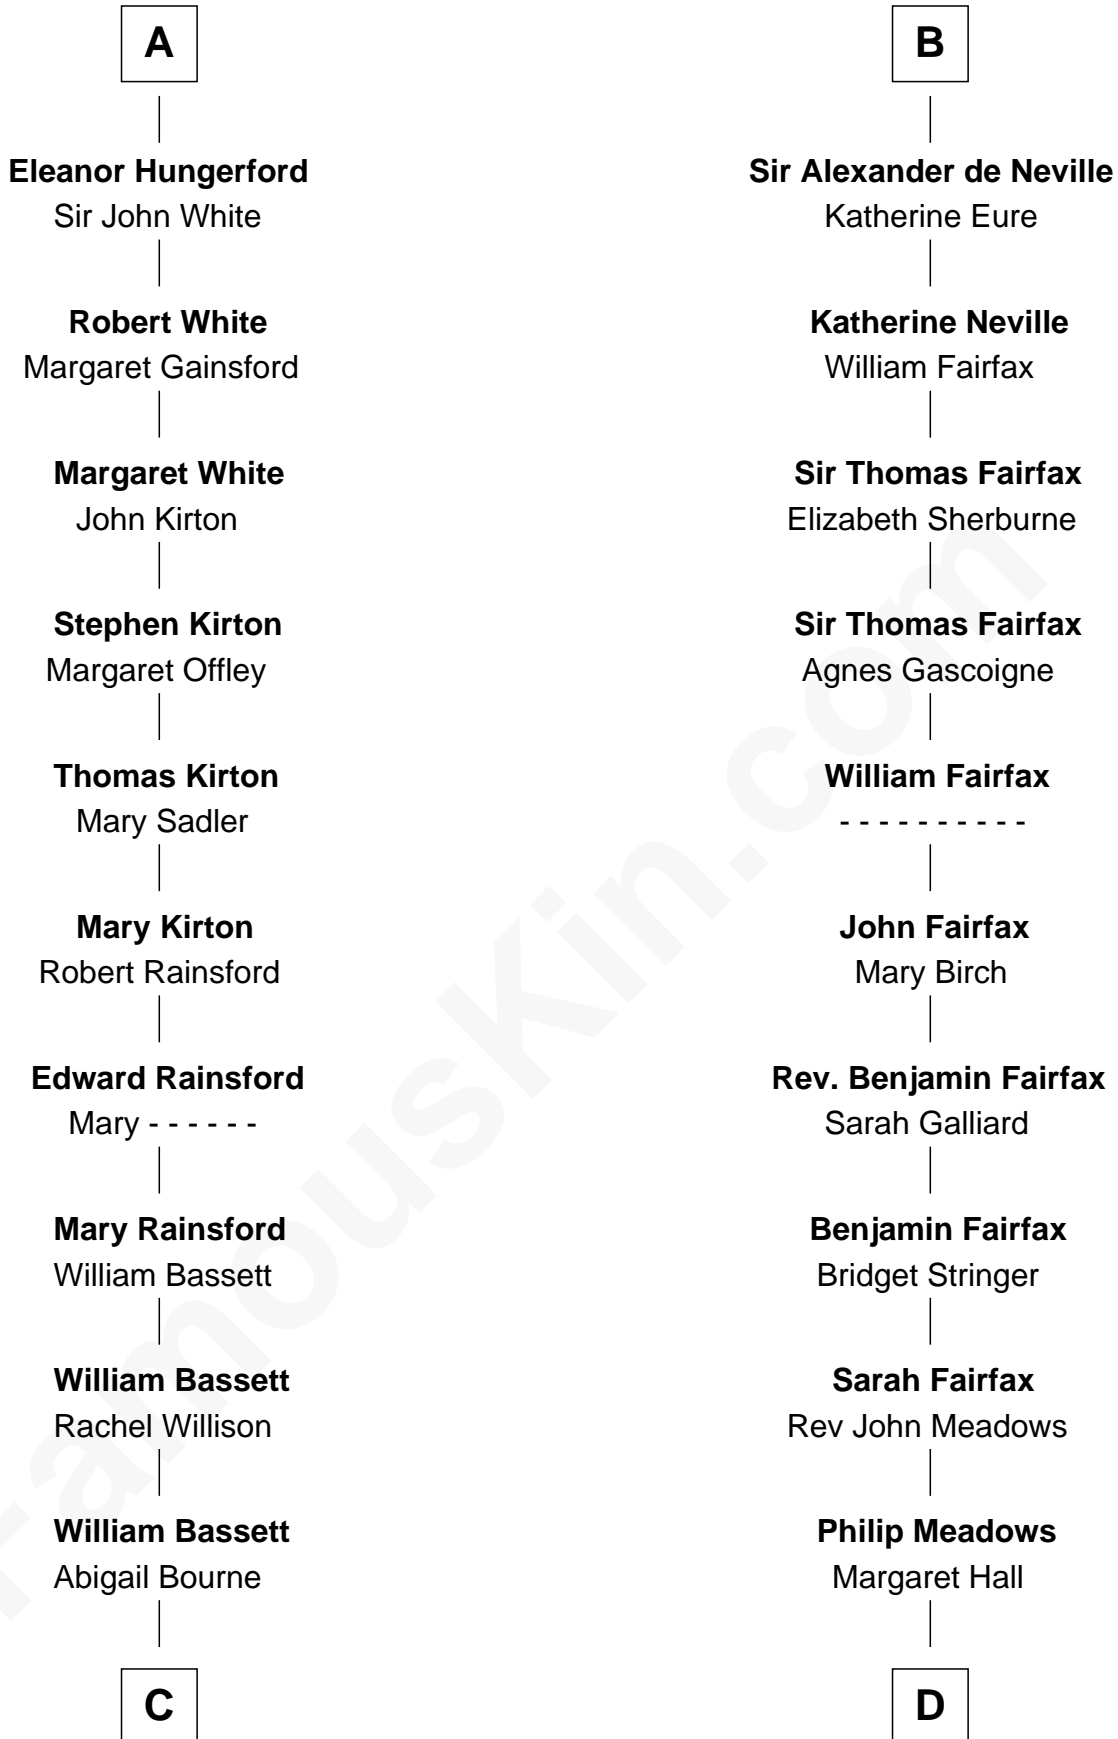 A
Eleanor Hungerford
Sir John White
Robert White
Margaret Gainsford
Margaret White
John Kirton
Stephen Kirton
Margaret Offley
Thomas Kirton
Mary Sadler
Mary Kirton
Robert Rainsford
Edward Rainsford
Mary - - - - - -
Mary Rainsford
William Bassett
William Bassett
Rachel Willison
William Bassett
Abigail Bourne
C
B
Sir Alexander de Neville
Katherine Eure
Katherine Neville
William Fairfax
Sir Thomas Fairfax
Elizabeth Sherburne
Sir Thomas Fairfax
Agnes Gascoigne
William Fairfax
- - - - - - - - - -
John Fairfax
Mary Birch
Rev. Benjamin Fairfax
Sarah Galliard
Benjamin Fairfax
Bridget Stringer
Sarah Fairfax
Rev John Meadows
Philip Meadows
Margaret Hall
D
FamousKin.com